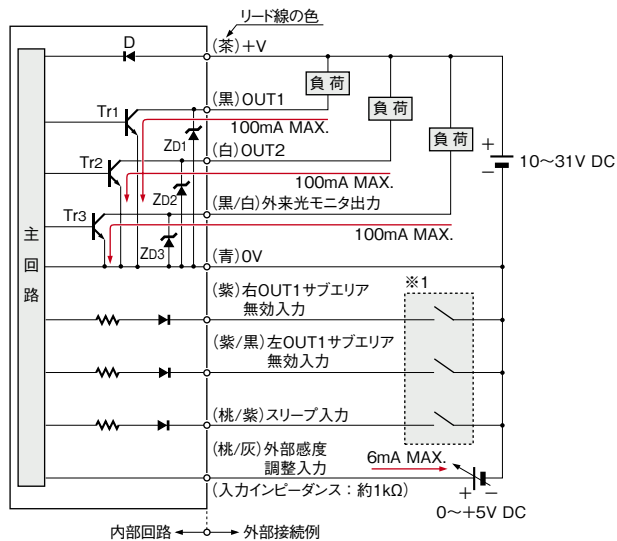 リード線の色
D
(茶)+V
負荷
(黒)OUT1
負荷
Tr1
100mA MAX.
ZD1
負荷
(白)OUT2
+
10〜31V DC
−
Tr2
100mA MAX.
ZD2
(黒/白)外来光モニタ出力
Tr3
100mA MAX.
ZD3
主回路
(青)0V
※1
(紫)右OUT1サブエリア
無効入力
(紫/黒)左OUT1サブエリア
無効入力
(桃/紫)スリープ入力
(桃/灰)外部感度
調整入力
6mA MAX.
(入力インピーダンス:約1kΩ)
+ −
0〜+5V DC
内部回路
外部接続例